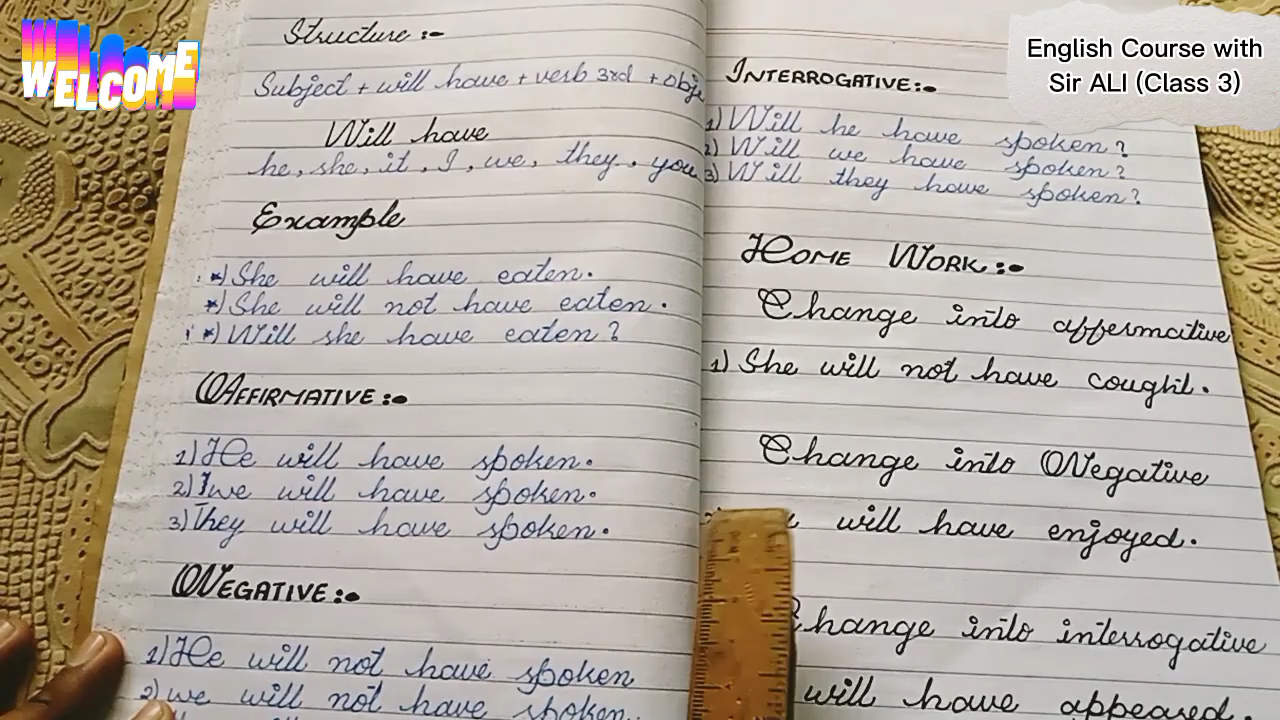 WELCOME
English Course with
Sir ALI (Class 3)
Structure :-
Subject + will have + verb 3rd + obje
Will have
he, she, it, I, we, they, you
Example
*) She will have eaten.
*) She will not have eaten.
*) Will she have eaten?
AFFIRMATIVE :-
1) He will have spoken.
2) I we will have spoken.
3) They will have spoken.
NEGATIVE :-
1) He will not have spoken
2) we will not have spoken.
INTERROGATIVE :-
1) Will he have spoken?
2) Will we have spoken?
3) Will they have spoken?
HOME WORK :-
Change into affermative
1) She will not have cought.
Change into Negative
will have enjoyed.
Change into interrogative
will have appeared.